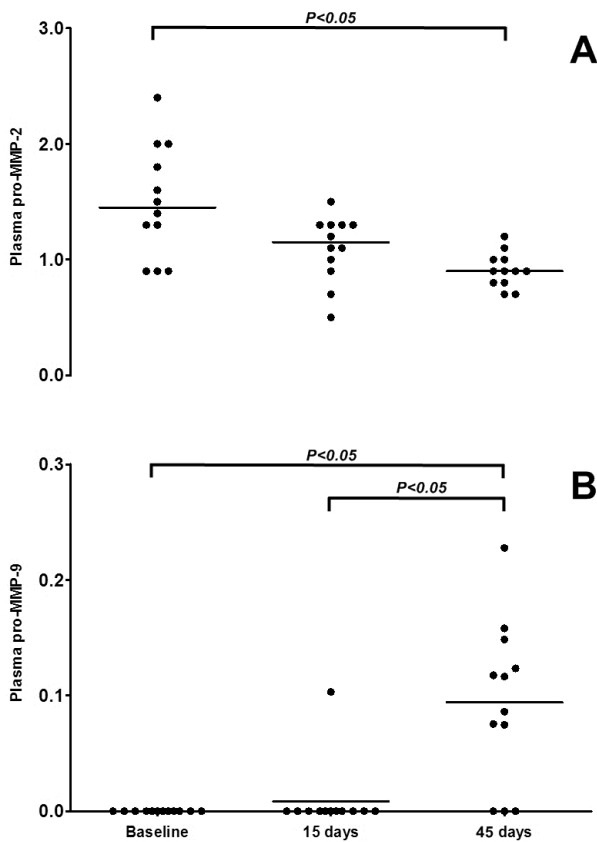 P<0.05
A
3.0
2.0
1.0
0.0
Plasma pro-MMP-2
P<0.05
P<0.05
B
0.3
0.2
0.1
0.0
Plasma pro-MMP-9
Baseline
15 days
45 days